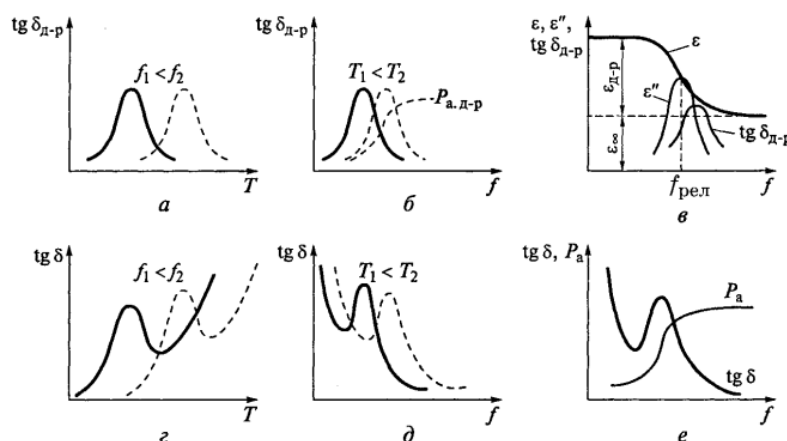 tg δд-р
f₁ < f₂
T
а
tg δд-р
T₁ < T₂
Pа.д-р
f
б
ε, ε″,
tg δд-р
ε
εд-р
ε″
tg δд-р
ε∞
fрел
f
в
tg δ
f₁ < f₂
T
г
tg δ
T₁ < T₂
f
д
tg δ, Pа
Pа
tg δ
f
е